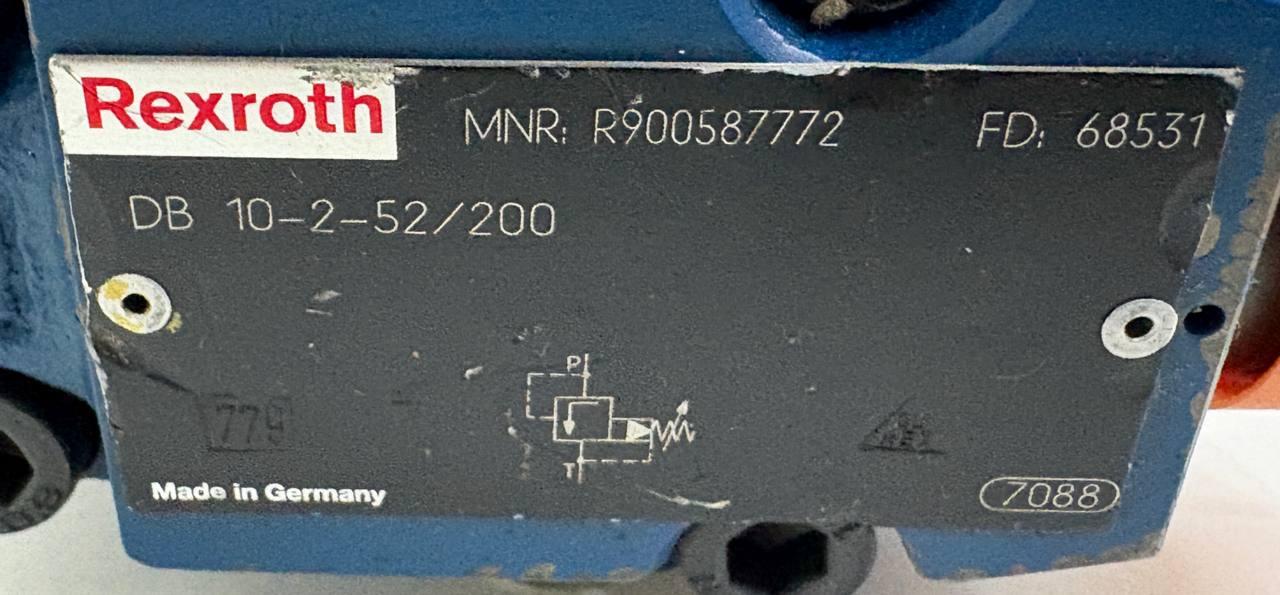 Rexroth
MNR: R900587772
FD: 68531
DB 10-2-52/200
P
T
779
Made in Germany
7088